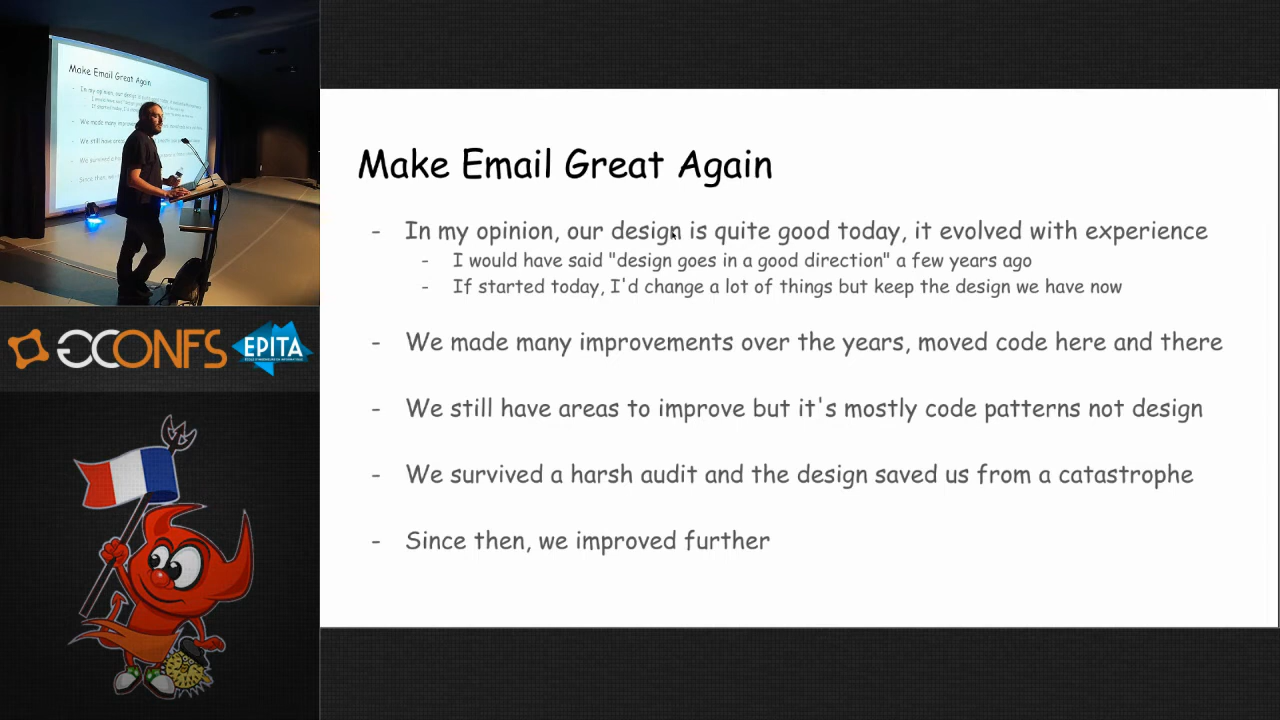 Make Email Great Again
- In my opinion, our design is quite good today, it evolved with experience
- I would have said "design goes in a good direction" a few years ago
- If started today, I'd change a lot of things but keep the design we have now
- We made many improvements over the years, moved code here and there
- We still have areas to improve but it's mostly code patterns not design
- We survived a harsh audit and the design saved us from a catastrophe
- Since then, we improved further
Make Email Great Again
GCONFS
EPITA